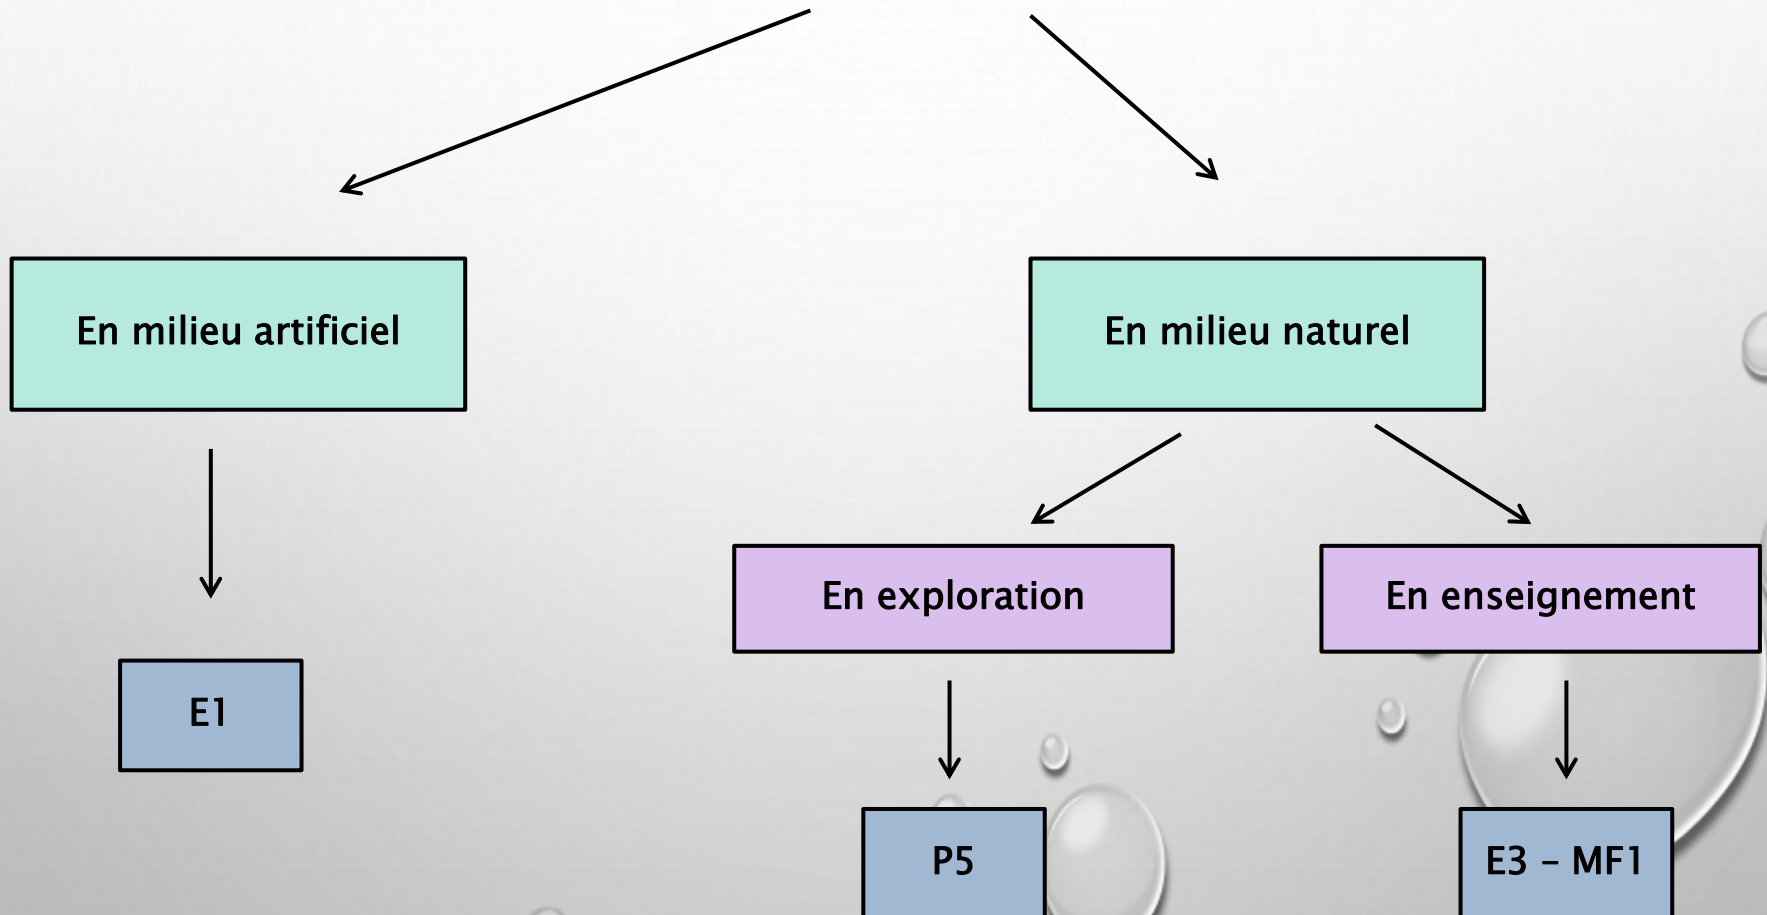 En milieu artificiel
En milieu naturel
En exploration
En enseignement
E1
P5
E3 – MF1